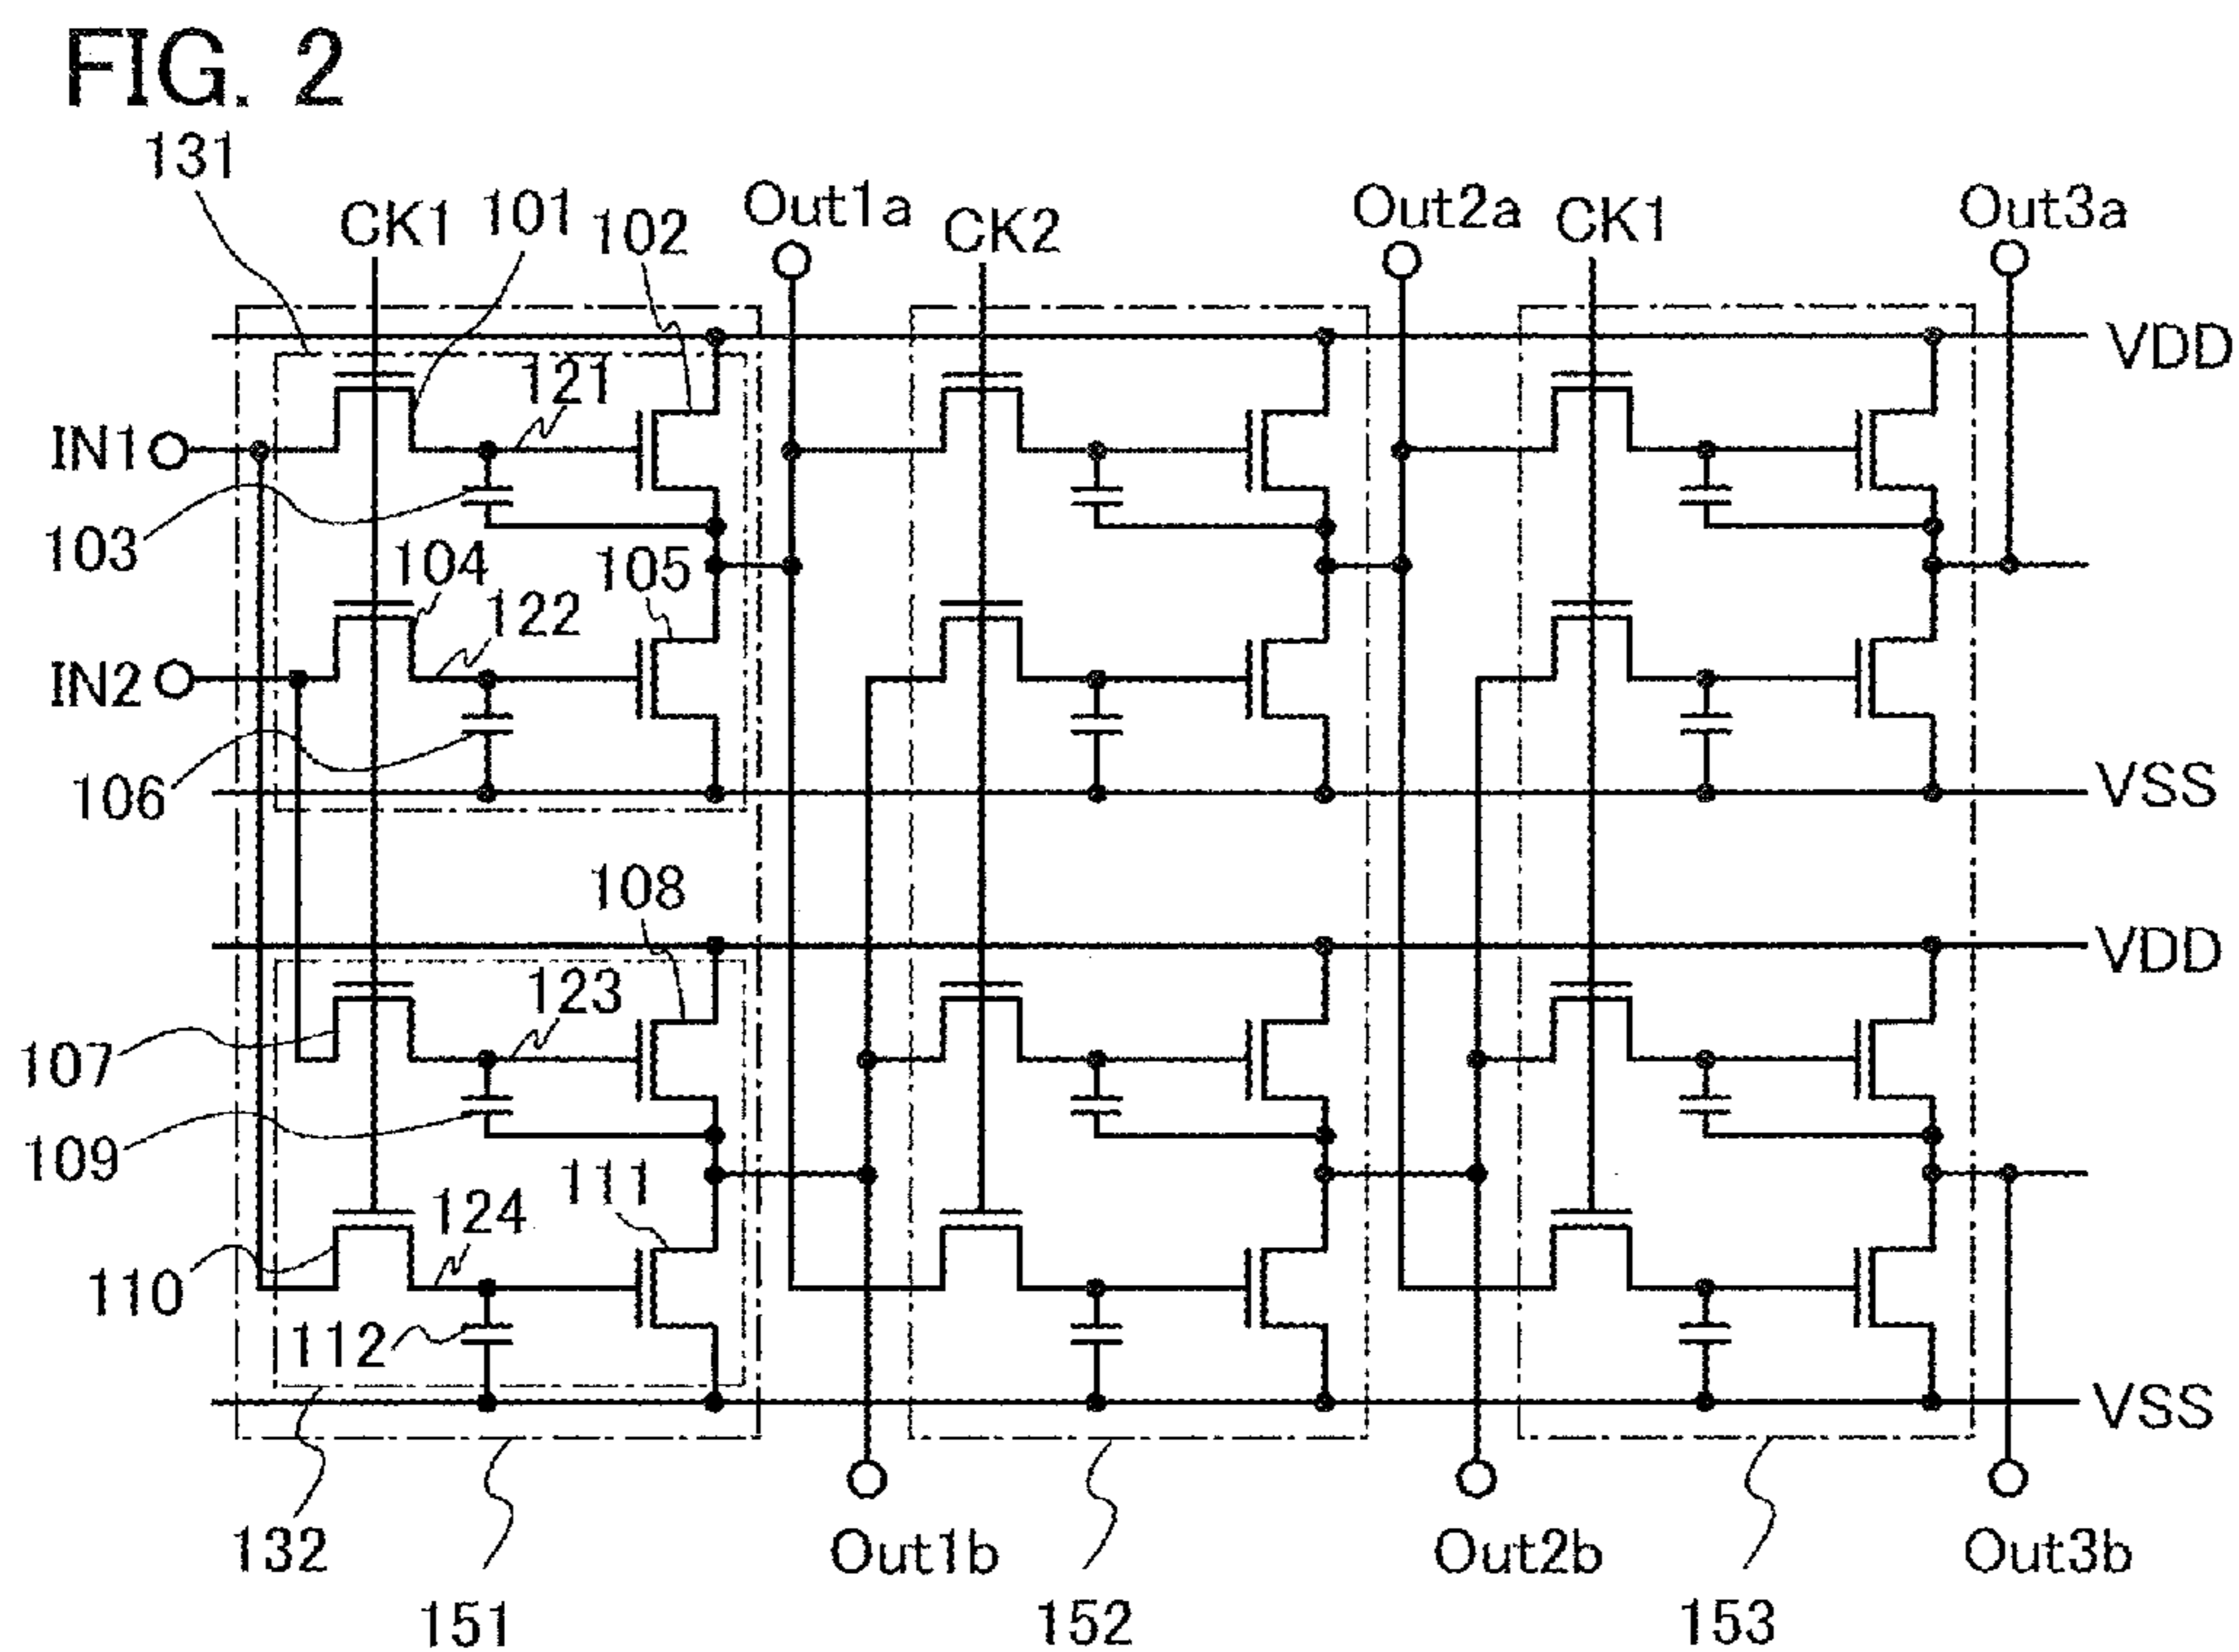 FIG. 2
131
CK1
101
102
Out1a
CK2
Out2a
CK1
Out3a
VDD
121
IN1
103
104
105
122
IN2
106
VSS
108
VDD
123
107
109
111
124
110
112
VSS
132
Out1b
Out2b
Out3b
151
152
153